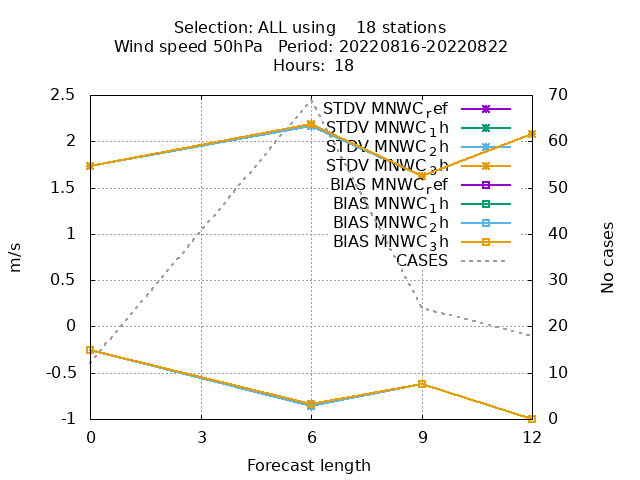 Selection: ALL using    18 stations
Wind speed 50hPa   Period: 20220816-20220822
Hours:  18
2.5
2
1.5
1
0.5
0
-0.5
-1
m/s
STDV MNWC_ref
STDV MNWC_1h
STDV MNWC_2h
STDV MNWC_3h
BIAS MNWC_ref
BIAS MNWC_1h
BIAS MNWC_2h
BIAS MNWC_3h
CASES
70
60
50
40
30
20
10
0
No cases
0 3 6 9 12
Forecast length